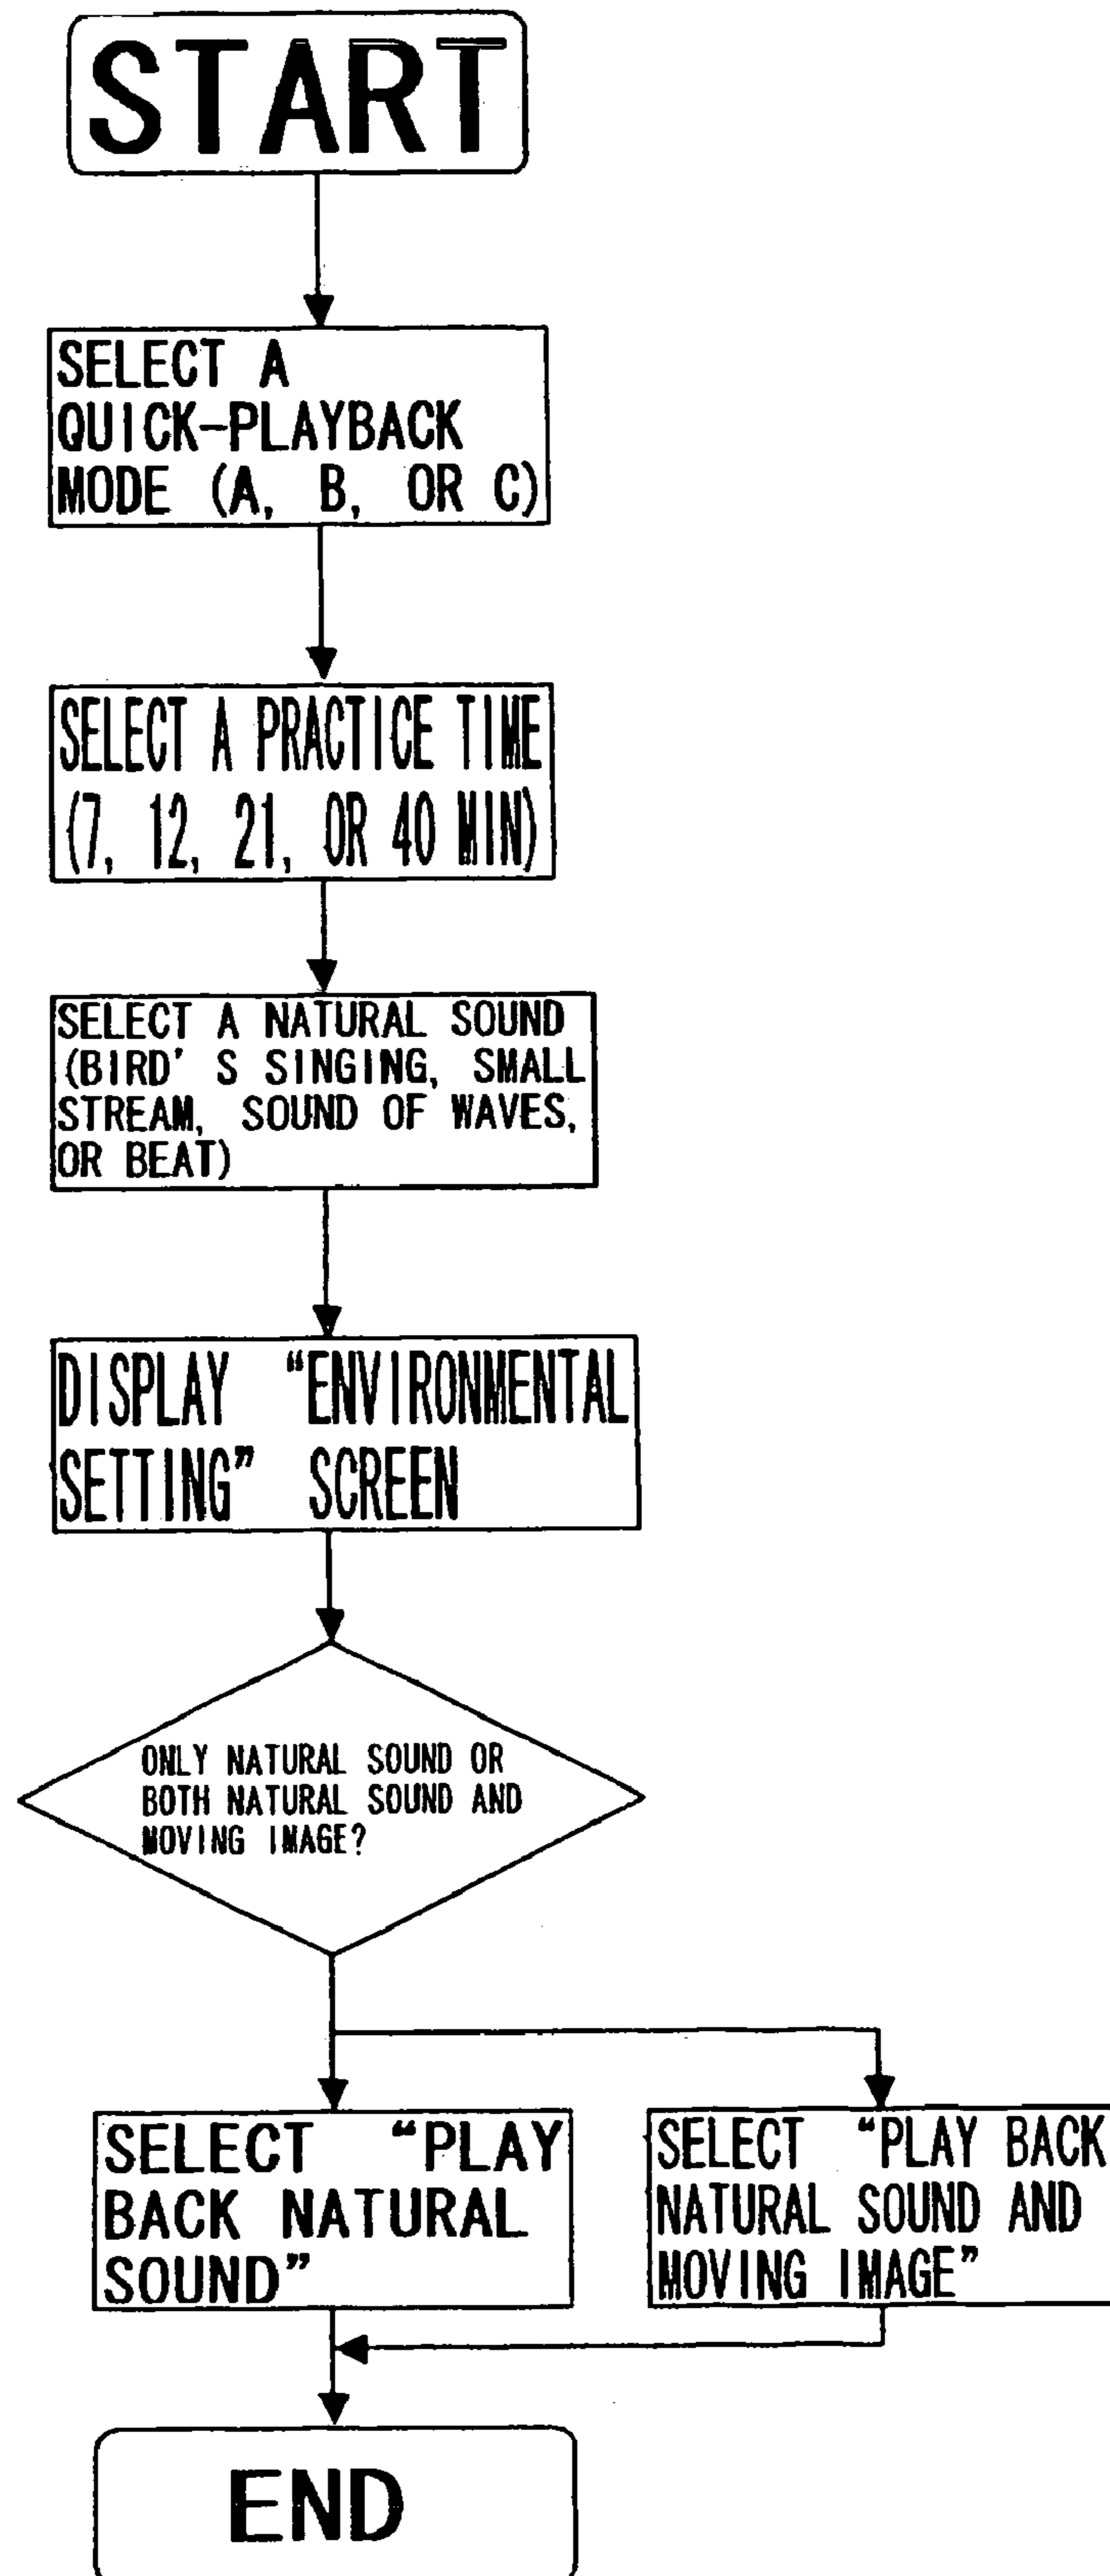 START
SELECT A
QUICK-PLAYBACK
MODE (A, B, OR C)
SELECT A PRACTICE TIME
(7, 12, 21, OR 40 MIN)
SELECT A NATURAL SOUND
(BIRD'S SINGING, SMALL
STREAM, SOUND OF WAVES,
OR BEAT)
DISPLAY “ENVIRONMENTAL
SETTING” SCREEN
ONLY NATURAL SOUND OR
BOTH NATURAL SOUND AND
MOVING IMAGE?
SELECT “PLAY
BACK NATURAL
SOUND”
SELECT “PLAY BACK
NATURAL SOUND AND
MOVING IMAGE”
END